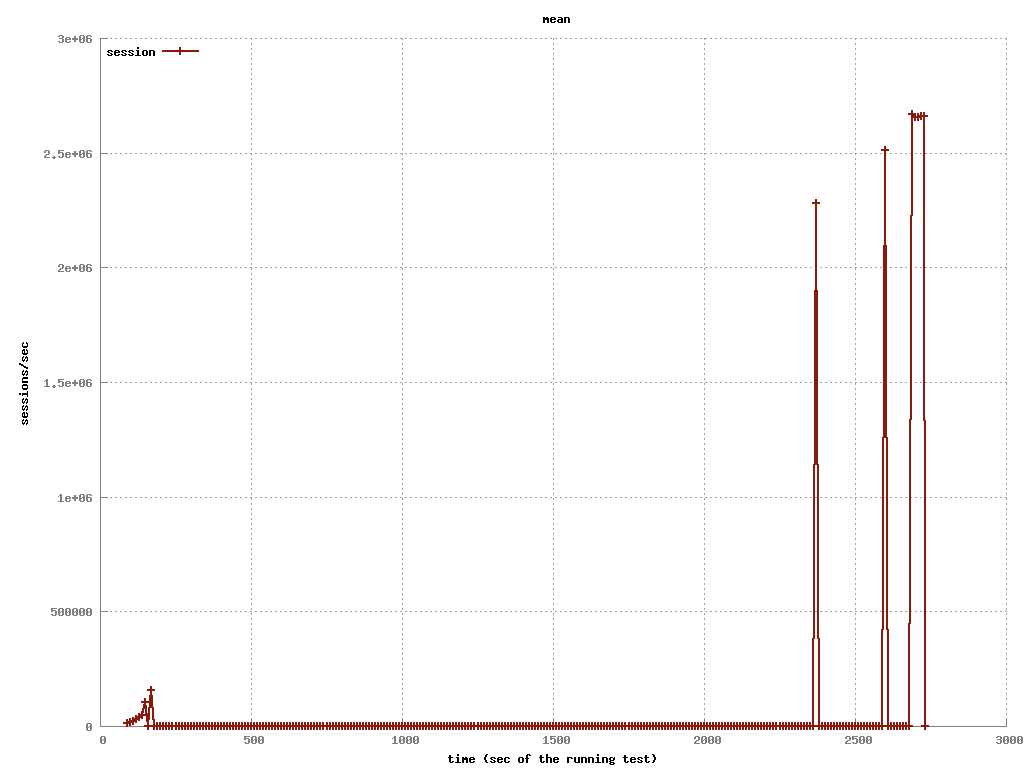 mean
3e+06
session
2.5e+06
2e+06
1.5e+06
1e+06
500000
0
sessions/sec
0 500 1000 1500 2000 2500 3000
time (sec of the running test)